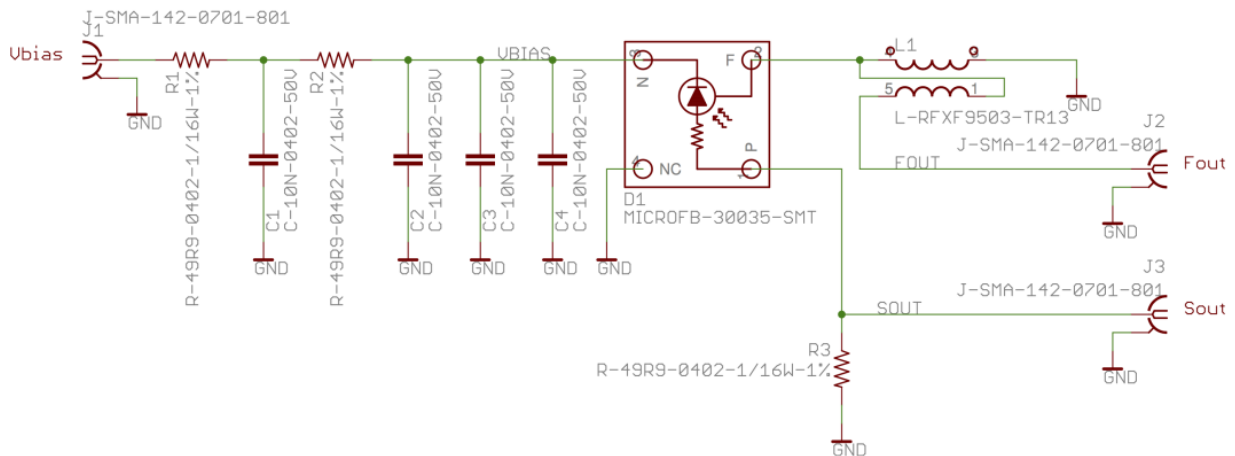 J-SMA-142-0701-801
J1
Vbias
R1
R-49R9-0402-1/16W-1%
GND
C1
C-10N-0402-50V
GND
R2
R-49R9-0402-1/16W-1%
C2
C-10N-0402-50V
GND
C3
C-10N-0402-50V
GND
VBIAS
C4
C-10N-0402-50V
GND
3
N
F
2
4
NC
P
1
D1
MICROFB-30035-SMT
GND
L1
5
1
L-RFXF9503-TR13
GND
J2
J-SMA-142-0701-801
FOUT
Fout
GND
J3
J-SMA-142-0701-801
SOUT
Sout
GND
R3
R-49R9-0402-1/16W-1%
GND